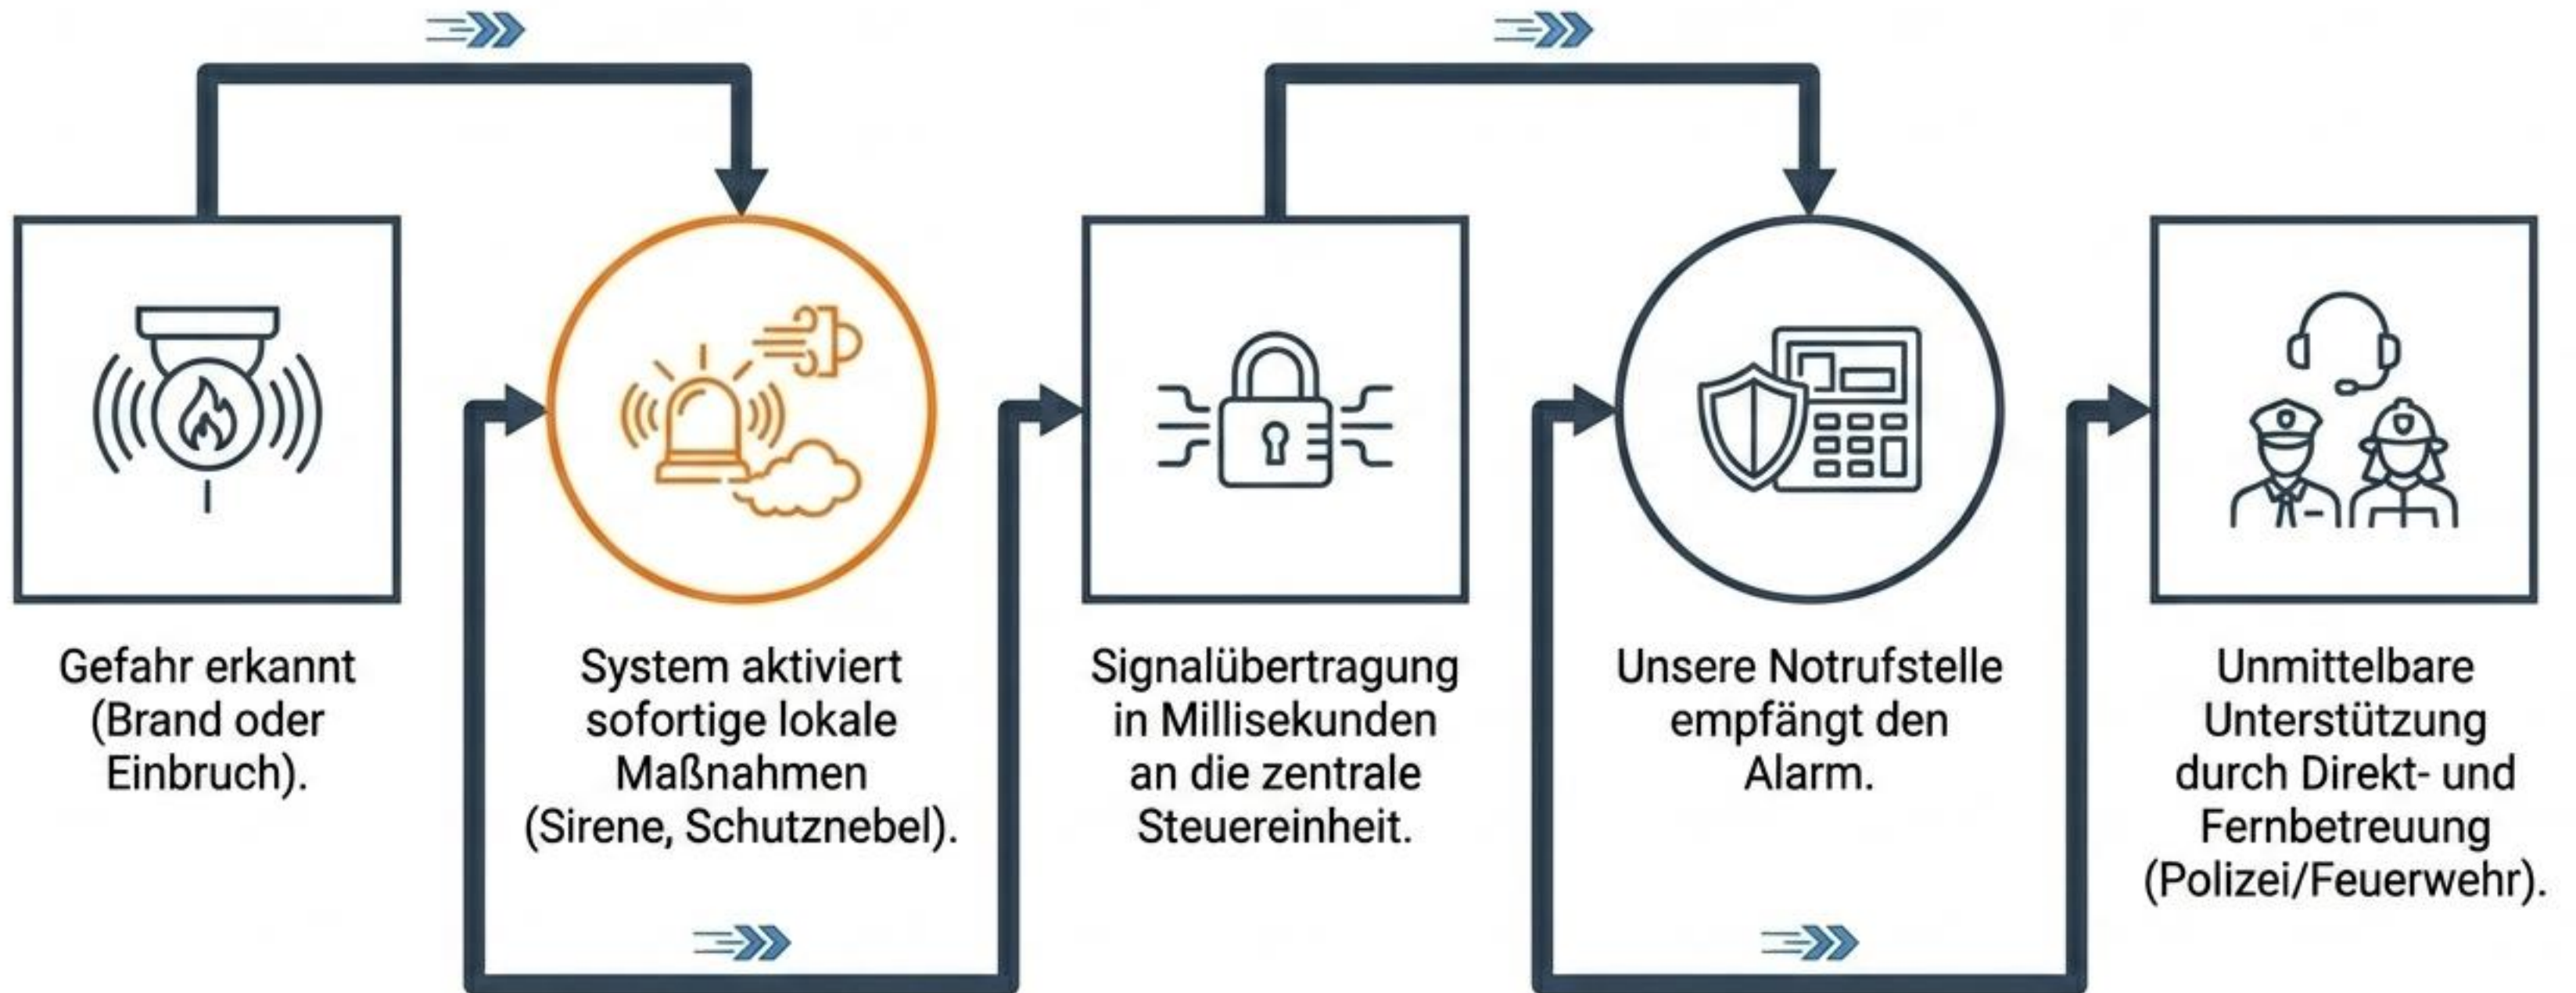 Gefahr erkannt
(Brand oder
Einbruch).
System aktiviert
sofortige lokale
Maßnahmen
(Sirene, Schutznebel).
Signalübertragung
in Millisekunden
an die zentrale
Steuereinheit.
Unsere Notrufstelle
empfängt den
Alarm.
Unmittelbare
Unterstützung
durch Direkt- und
Fernbetreuung
(Polizei/Feuerwehr).